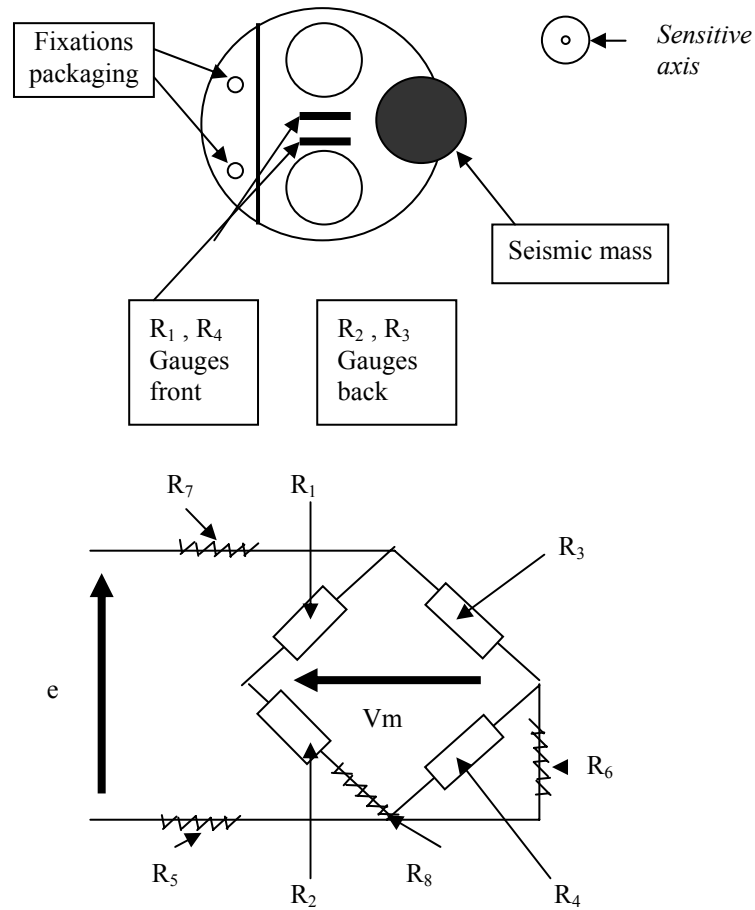 Fixations
packaging
Sensitive
axis
Seismic mass
R₁ , R₄
Gauges
front
R₂ , R₃
Gauges
back
R₇
R₁
R₃
e
Vm
R₆
R₅
R₂
R₈
R₄